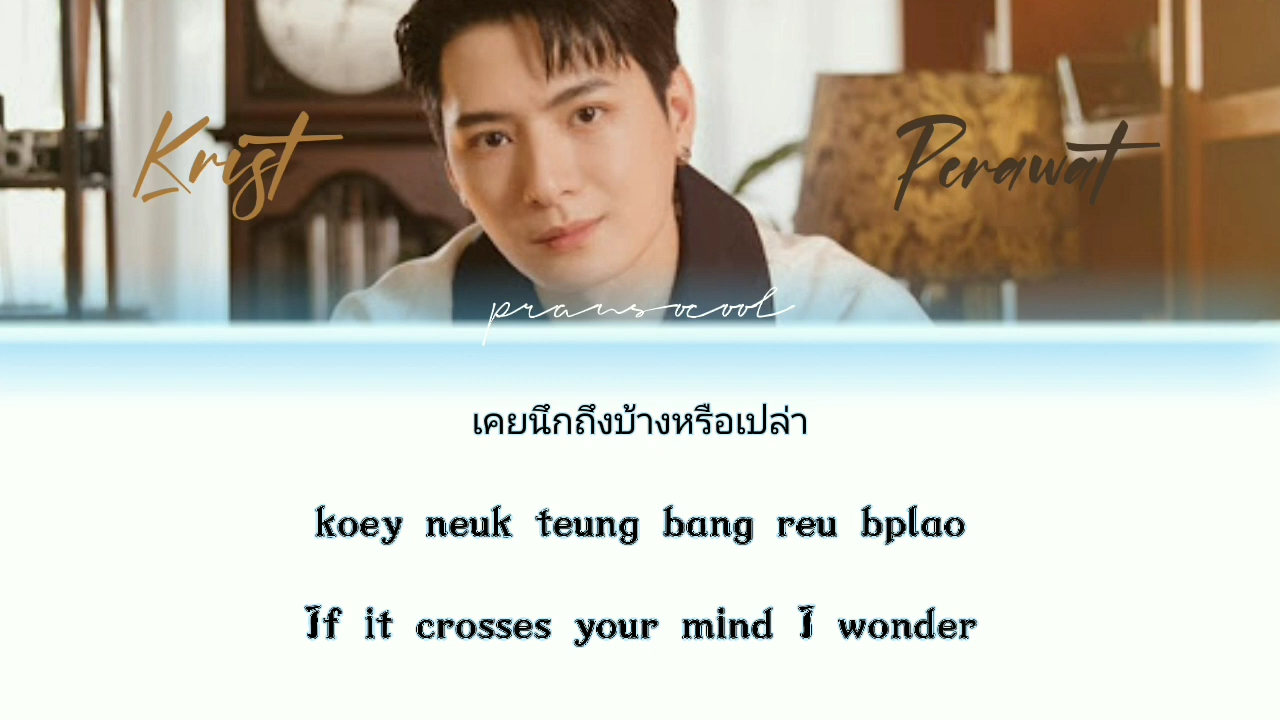 Krist Perawat
pransocool
เคยนึกถึงบ้างหรือเปล่า
koey neuk teung bang reu bplao
If it crosses your mind I wonder